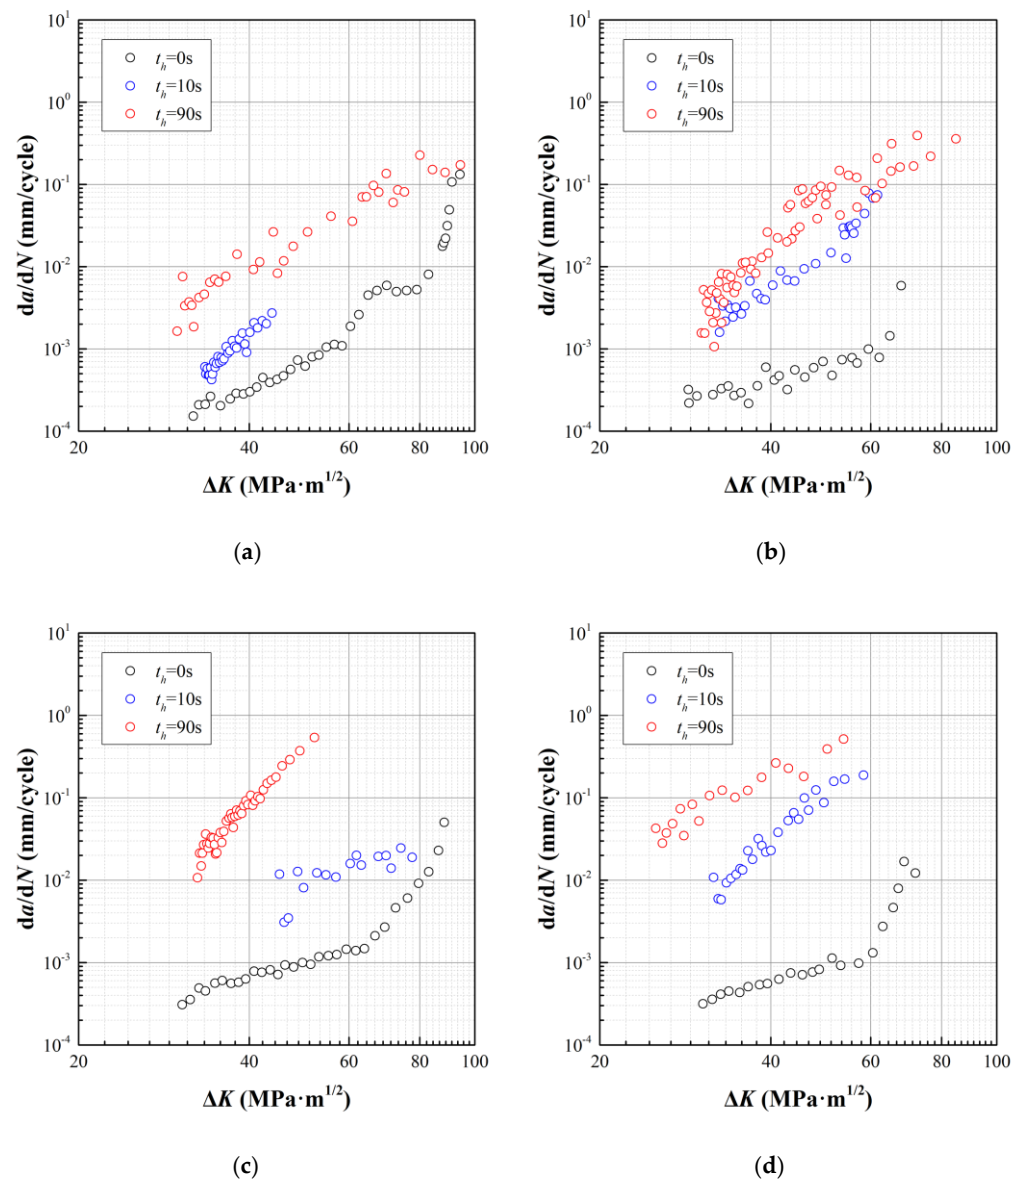 10¹
10⁰
10⁻¹
10⁻²
10⁻³
10⁻⁴
da/dN (mm/cycle)
t_h=0s
t_h=10s
t_h=90s
20 40 60 80 100
ΔK (MPa·m^1/2)
(a)
10¹
10⁰
10⁻¹
10⁻²
10⁻³
10⁻⁴
da/dN (mm/cycle)
t_h=0s
t_h=10s
t_h=90s
20 40 60 80 100
ΔK (MPa·m^1/2)
(b)
10¹
10⁰
10⁻¹
10⁻²
10⁻³
10⁻⁴
da/dN (mm/cycle)
t_h=0s
t_h=10s
t_h=90s
20 40 60 80 100
ΔK (MPa·m^1/2)
(c)
10¹
10⁰
10⁻¹
10⁻²
10⁻³
10⁻⁴
da/dN (mm/cycle)
t_h=0s
t_h=10s
t_h=90s
20 40 60 80 100
ΔK (MPa·m^1/2)
(d)